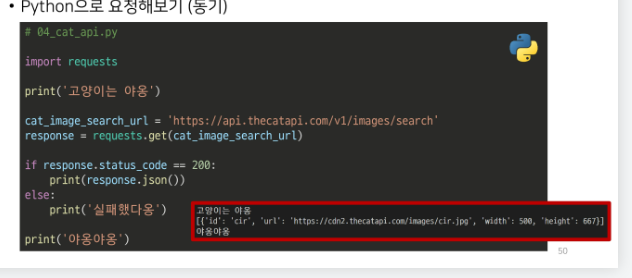 • Python으로 요청해보기 (동기)
# 04_cat_api.py
import requests
print('고양이는 야옹')
cat_image_search_url = 'https://api.thecatapi.com/v1/images/search'
response = requests.get(cat_image_search_url)
if response.status_code == 200:
    print(response.json())
else:
    print('실패했다옹')
print('야옹야옹')
고양이는 야옹
[{'id': 'cir', 'url': 'https://cdn2.thecatapi.com/images/cir.jpg', 'width': 500, 'height': 667}]
야옹야옹
50